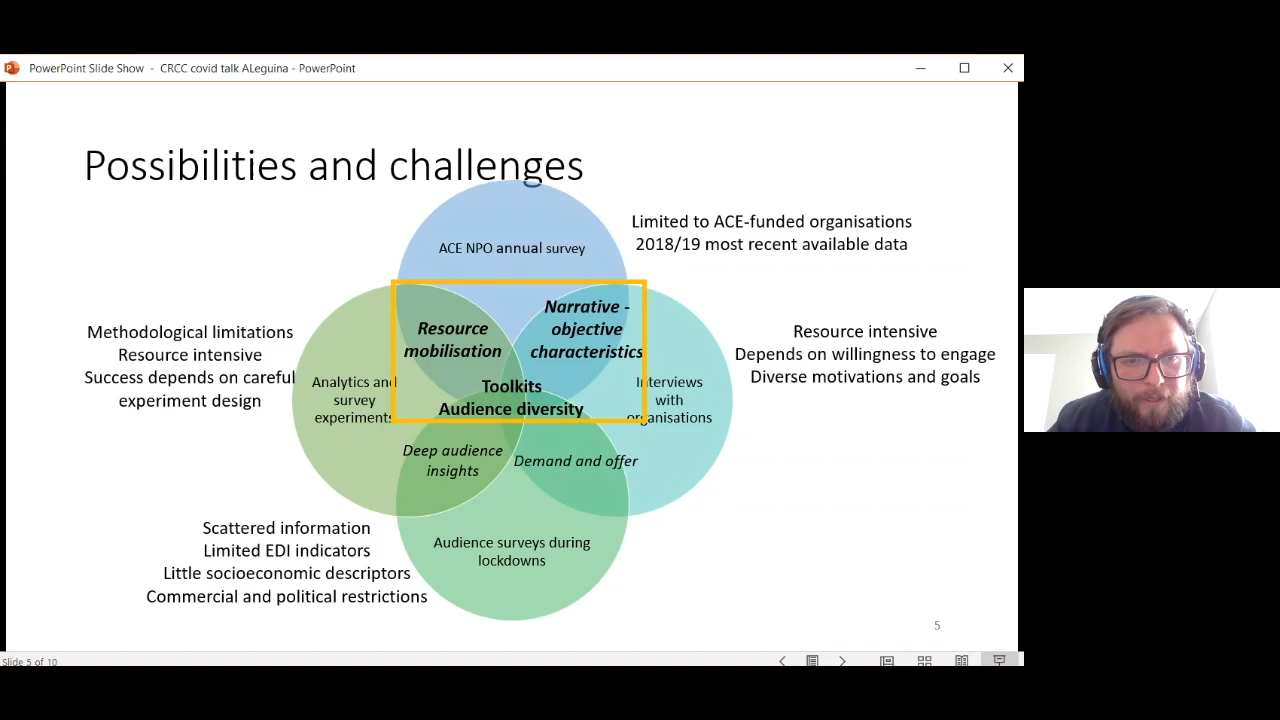 PowerPoint Slide Show - CRCC covid talk ALeguina - PowerPoint
Possibilities and challenges
ACE NPO annual survey
Limited to ACE-funded organisations
2018/19 most recent available data
Resource
mobilisation
Narrative -
objective
characteristics
Methodological limitations
Resource intensive
Success depends on careful
experiment design
Resource intensive
Depends on willingness to engage
Diverse motivations and goals
Analytics and
survey
experiments
Toolkits
Audience diversity
Interviews
with
organisations
Deep audience
insights
Demand and offer
Scattered information
Limited EDI indicators
Little socioeconomic descriptors
Commercial and political restrictions
Audience surveys during
lockdowns
5
Slide 5 of 10